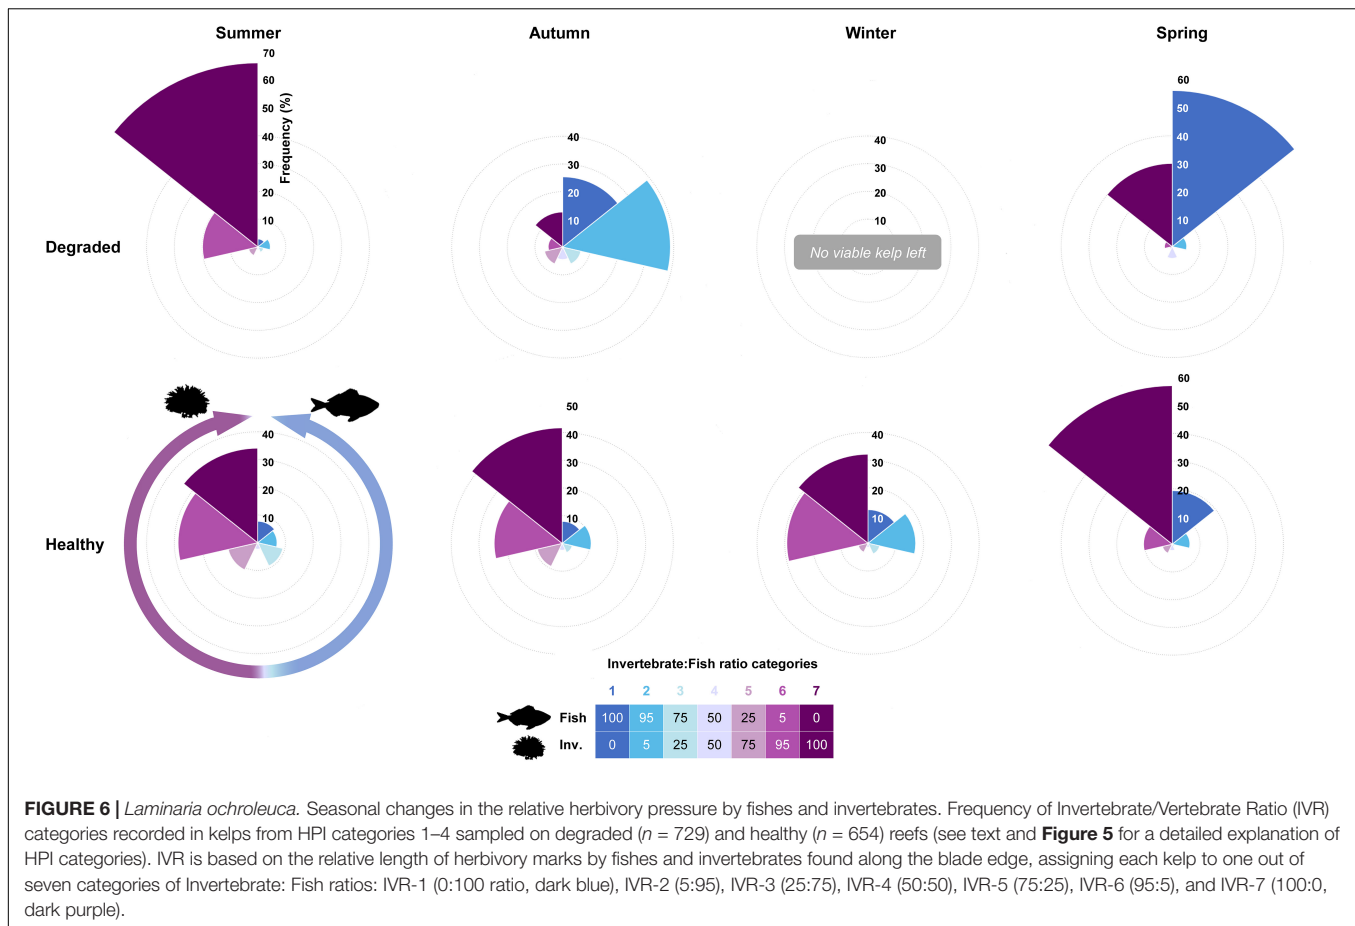 Summer Autumn Winter Spring
70
60
50
40
30
20
10
Frequency (%)
40
30
20
10
40
30
20
10
60
50
40
30
20
10
Degraded
No viable kelp left
40
30
20
10
50
40
30
20
10
40
30
20
10
60
50
40
30
20
10
Healthy
Invertebrate:Fish ratio categories
1 2 3 4 5 6 7
Fish 100 95 75 50 25 5 0
Inv. 0 5 25 50 75 95 100
FIGURE 6 | Laminaria ochroleuca. Seasonal changes in the relative herbivory pressure by fishes and invertebrates. Frequency of Invertebrate/Vertebrate Ratio (IVR)
categories recorded in kelps from HPI categories 1–4 sampled on degraded (n = 729) and healthy (n = 654) reefs (see text and Figure 5 for a detailed explanation of
HPI categories). IVR is based on the relative length of herbivory marks by fishes and invertebrates found along the blade edge, assigning each kelp to one out of
seven categories of Invertebrate: Fish ratios: IVR-1 (0:100 ratio, dark blue), IVR-2 (5:95), IVR-3 (25:75), IVR-4 (50:50), IVR-5 (75:25), IVR-6 (95:5), and IVR-7 (100:0,
dark purple).